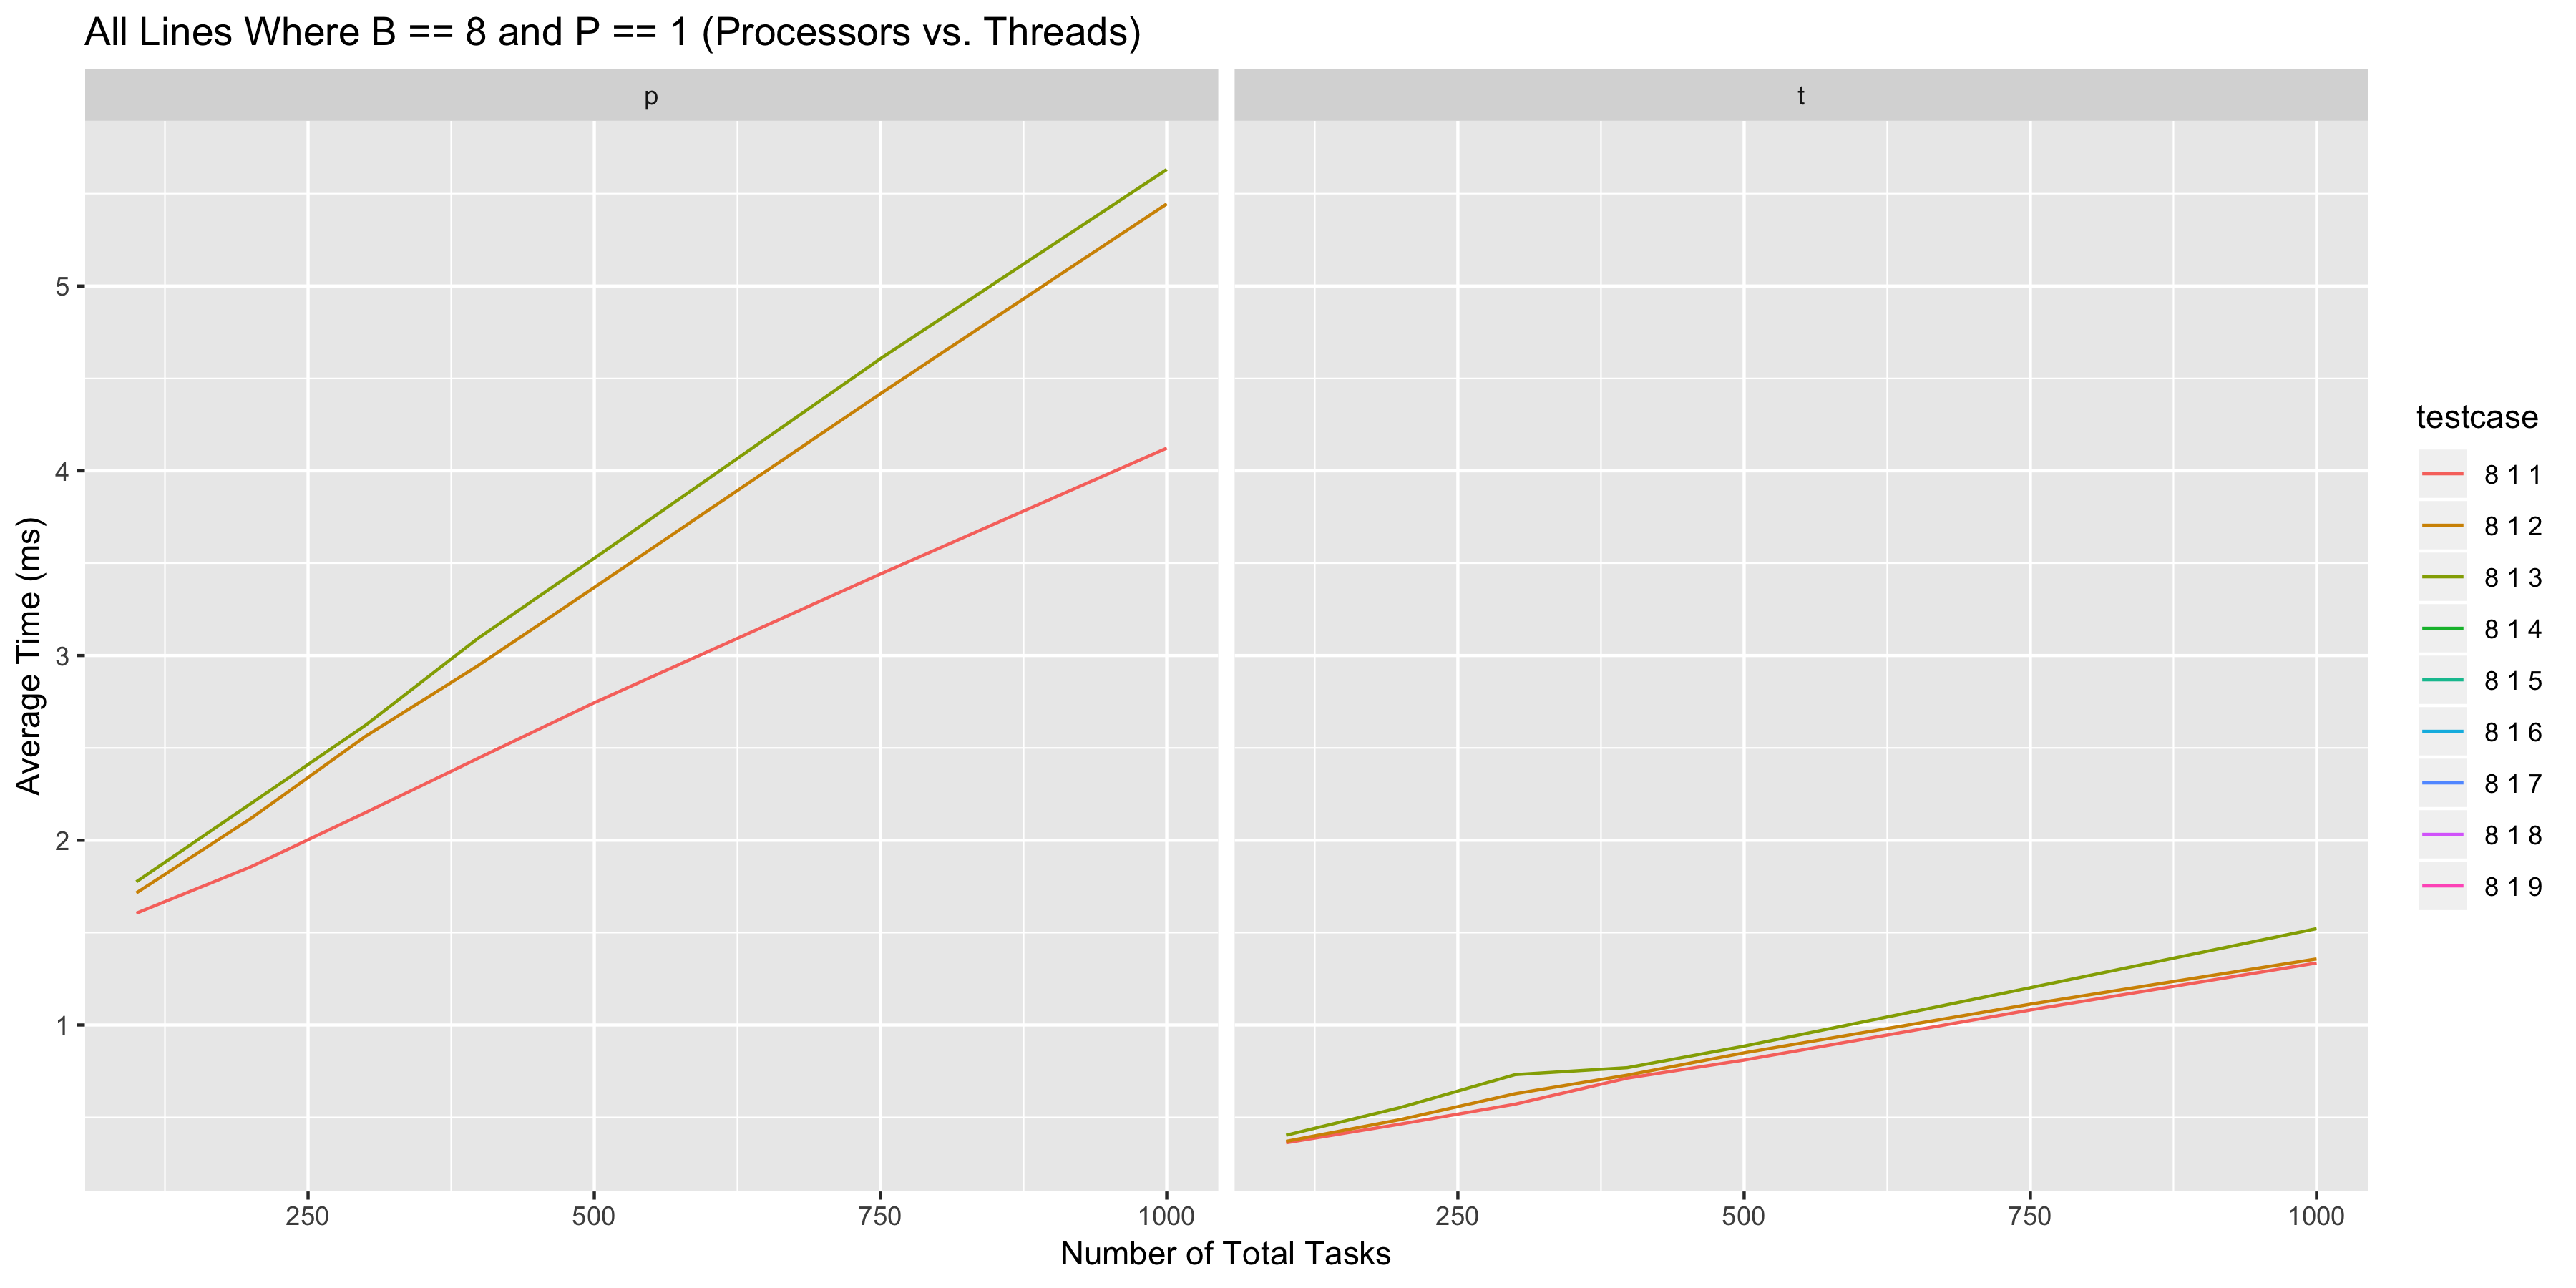 All Lines Where B == 8 and P == 1 (Processors vs. Threads)
p
t
5
4
3
2
1
Average Time (ms)
250
500
750
1000
250
500
750
1000
Number of Total Tasks
testcase
8 1 1
8 1 2
8 1 3
8 1 4
8 1 5
8 1 6
8 1 7
8 1 8
8 1 9